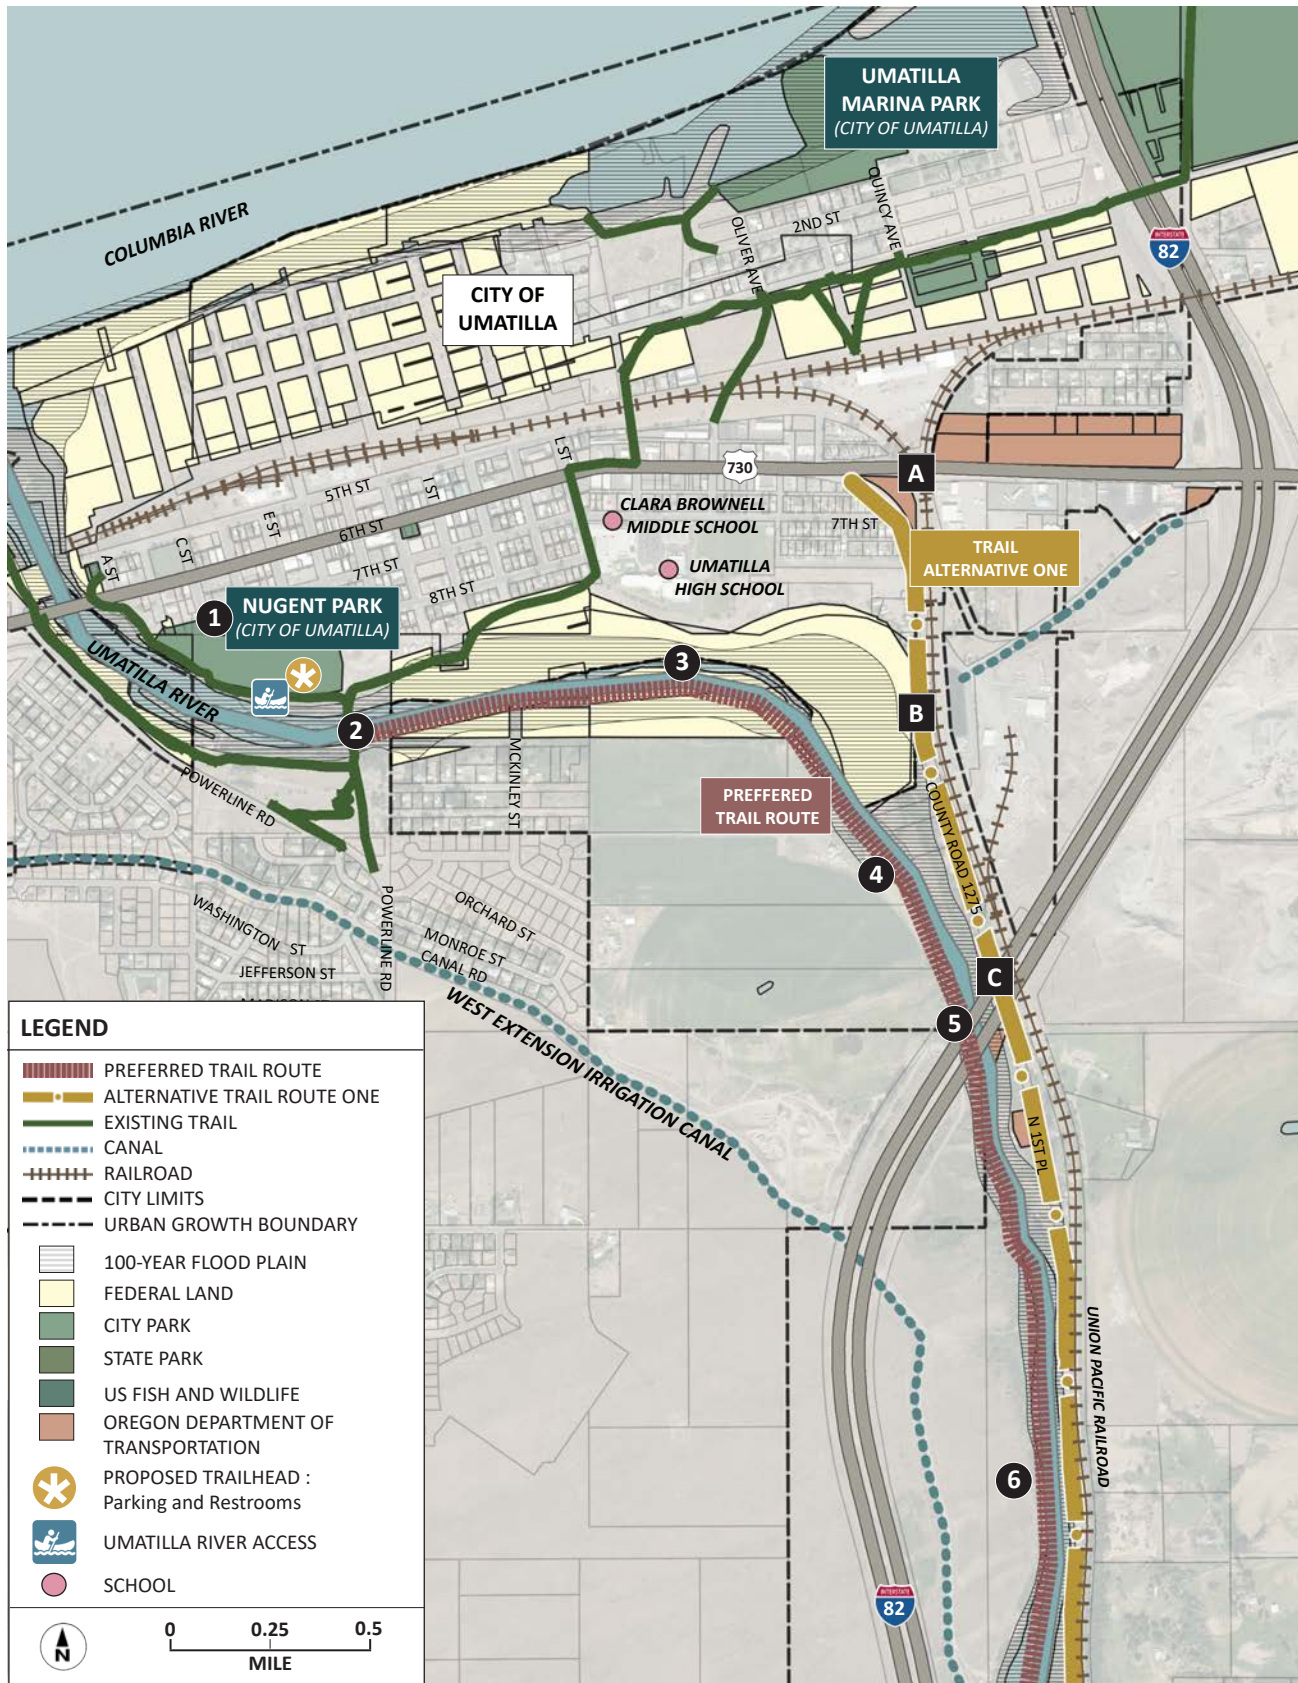 UMATILLA
MARINA PARK
(CITY OF UMATILLA)
COLUMBIA RIVER
QUINCY AVE
2ND ST
OLIVER AVE
INTERSTATE
82
CITY OF
UMATILLA
L ST
730
A
5TH ST
I ST
E ST
6TH ST
C ST
A ST
7TH ST
8TH ST
CLARA BROWNELL
MIDDLE SCHOOL
7TH ST
UMATILLA
HIGH SCHOOL
TRAIL
ALTERNATIVE ONE
1
NUGENT PARK
(CITY OF UMATILLA)
UMATILLA RIVER
3
B
2
POWERLINE RD
MCKINLEY ST
PREFFERED
TRAIL ROUTE
COUNTY ROAD 1275
4
POWERLINE RD
ORCHARD ST
WASHINGTON ST
MONROE ST
CANAL RD
JEFFERSON ST
C
WEST EXTENSION IRRIGATION CANAL
5
N 1ST PL
UNION PACIFIC RAILROAD
6
INTERSTATE
82
LEGEND
PREFERRED TRAIL ROUTE
ALTERNATIVE TRAIL ROUTE ONE
EXISTING TRAIL
CANAL
RAILROAD
CITY LIMITS
URBAN GROWTH BOUNDARY
100-YEAR FLOOD PLAIN
FEDERAL LAND
CITY PARK
STATE PARK
US FISH AND WILDLIFE
OREGON DEPARTMENT OF
TRANSPORTATION
PROPOSED TRAILHEAD :
Parking and Restrooms
UMATILLA RIVER ACCESS
SCHOOL
N
0 0.25 0.5
MILE